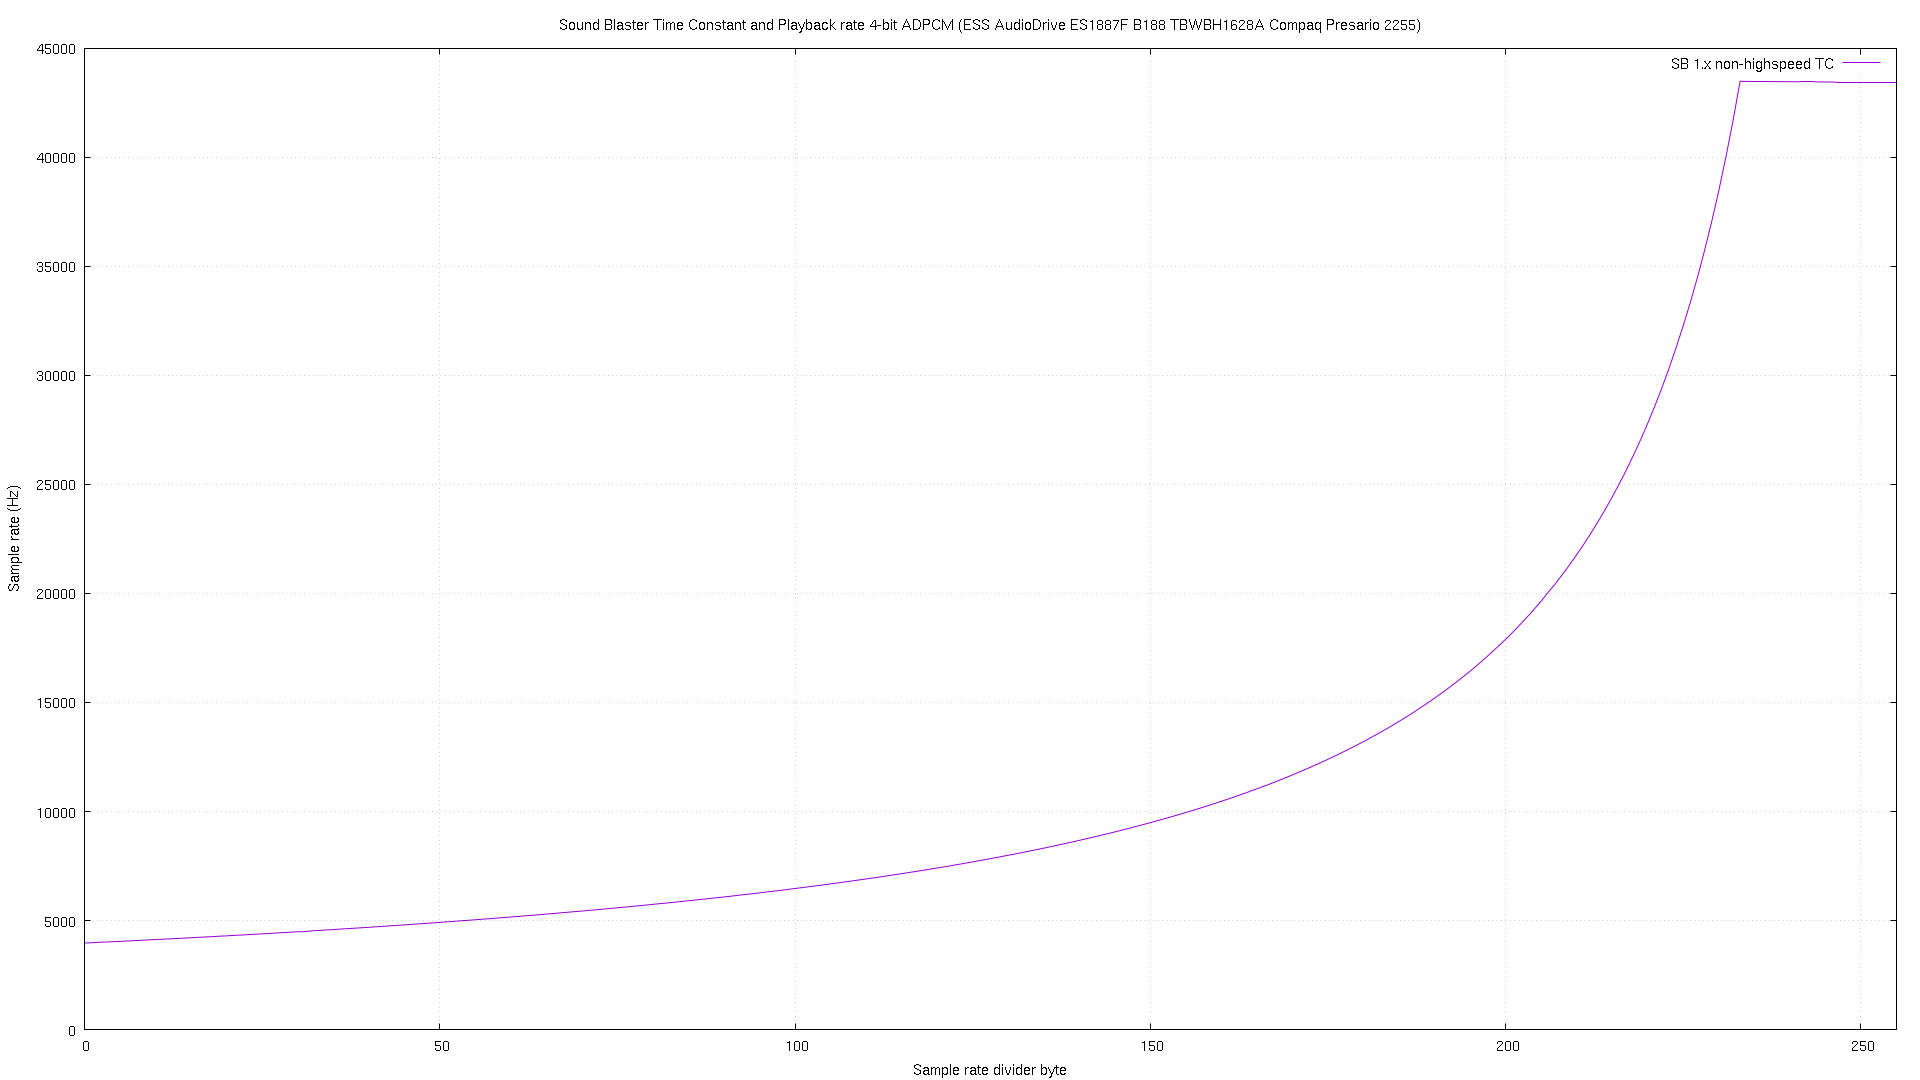 Sound Blaster Time Constant and Playback rate 4-bit ADPCM (ESS AudioDrive ES1887F B188 TBWBH1628A Compaq Presario 2255)
SB 1.x non-highspeed TC
45000
40000
35000
30000
25000
20000
15000
10000
5000
0
Sample rate (Hz)
0 50 100 150 200 250
Sample rate divider byte